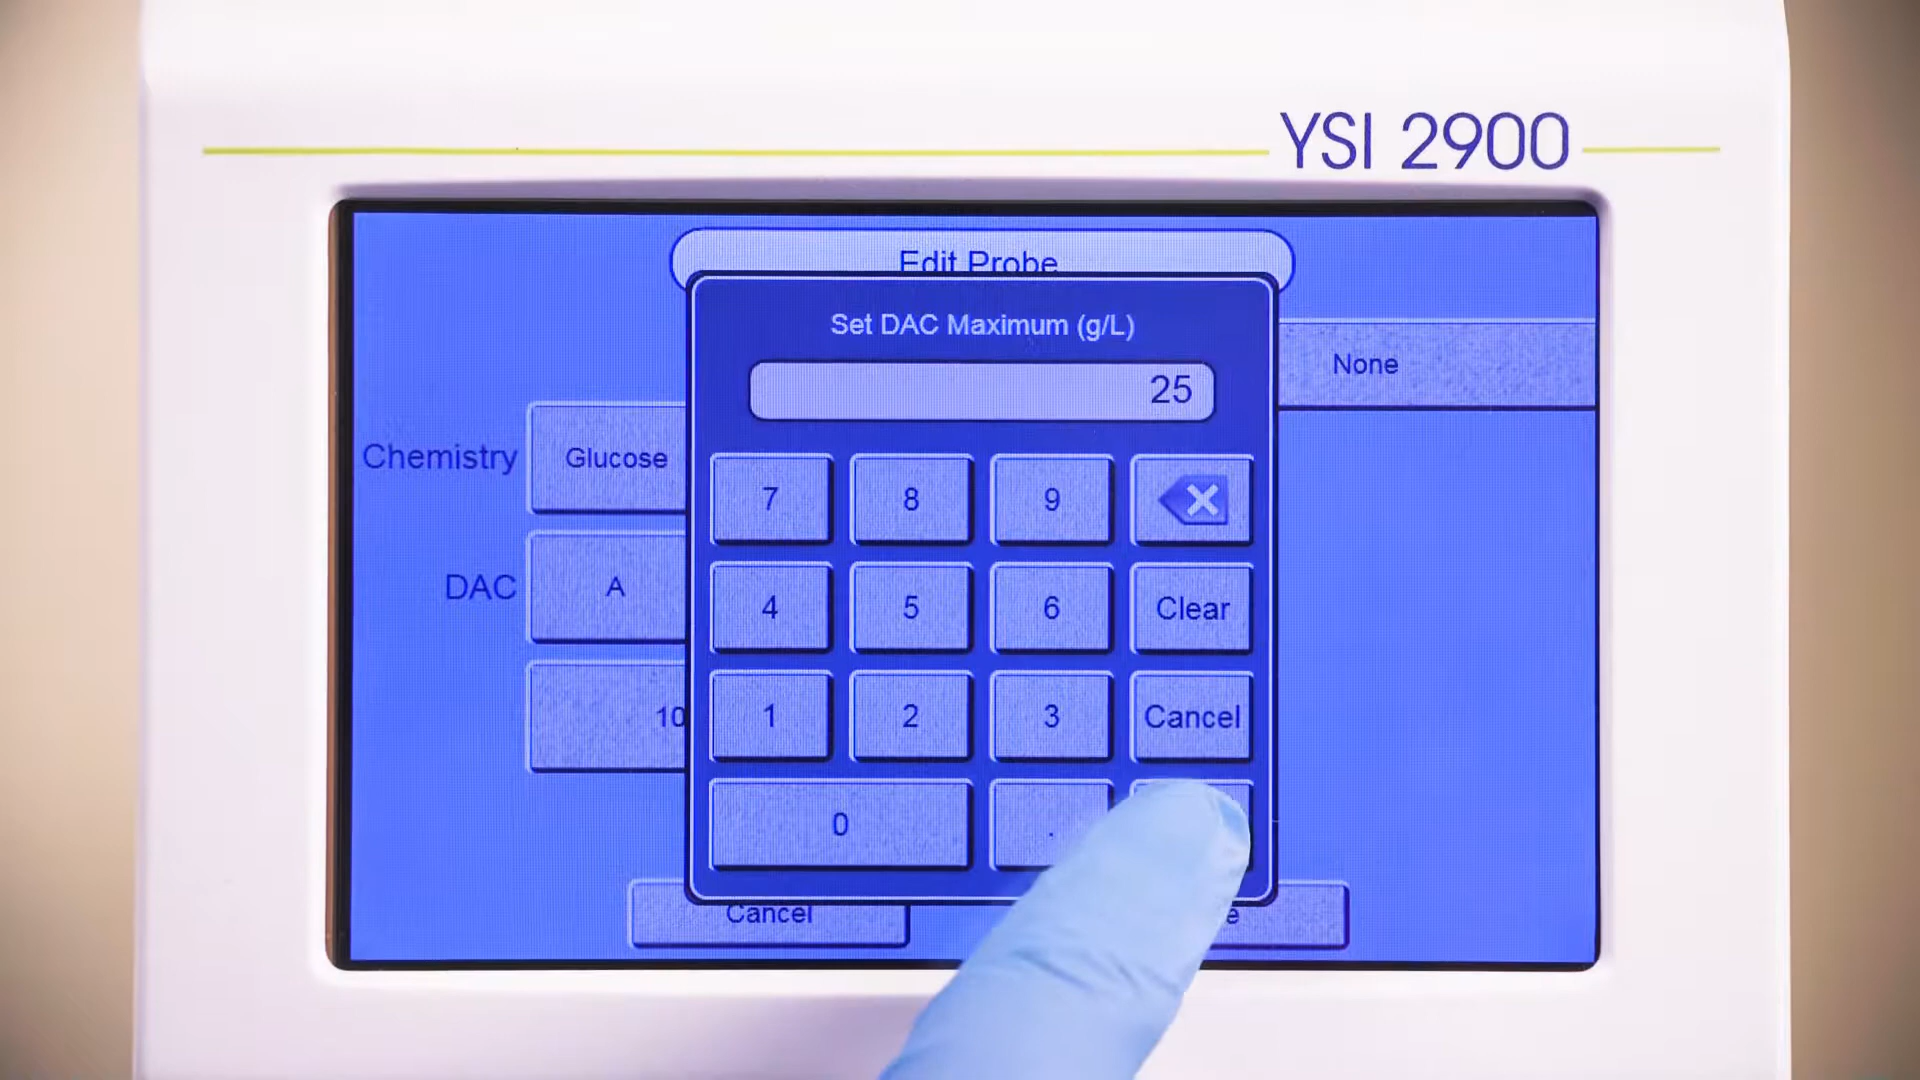 YSI 2900
Edit Probe
Set DAC Maximum (g/L)
25
None
Chemistry
Glucose
7
8
9
DAC
A
4
5
6
Clear
10
1
2
3
Cancel
0
.
Cancel